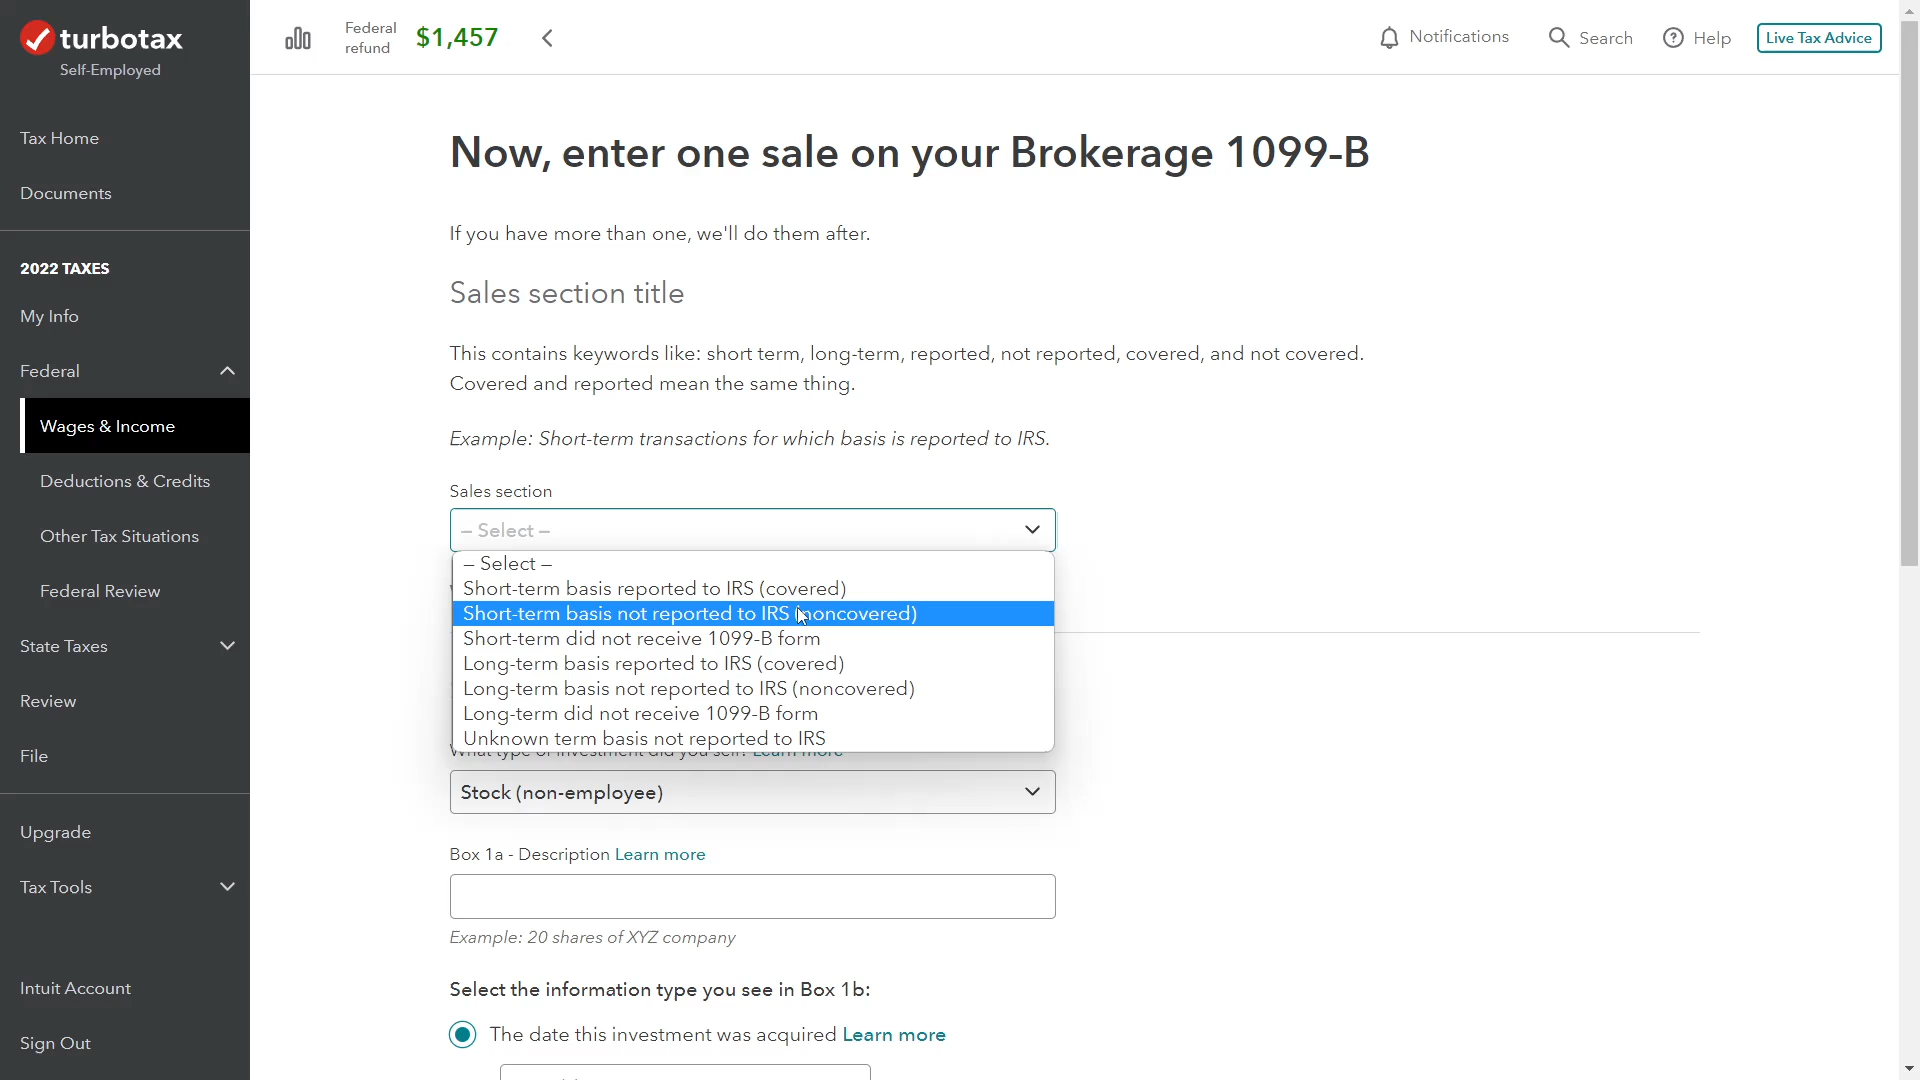 turbotax
Self-Employed
Tax Home
Documents
2022 TAXES
My Info
Federal
Wages & Income
Deductions & Credits
Other Tax Situations
Federal Review
State Taxes
Review
File
Upgrade
Tax Tools
Intuit Account
Sign Out
Federal refund
$1,457
Notifications
Search
Help
Live Tax Advice
Now, enter one sale on your Brokerage 1099-B
If you have more than one, we'll do them after.
Sales section title
This contains keywords like: short term, long-term, reported, not reported, covered, and not covered.
Covered and reported mean the same thing.
Example: Short-term transactions for which basis is reported to IRS.
Sales section
– Select –
– Select –
Short-term basis reported to IRS (covered)
Short-term basis not reported to IRS (noncovered)
Short-term did not receive 1099-B form
Long-term basis reported to IRS (covered)
Long-term basis not reported to IRS (noncovered)
Long-term did not receive 1099-B form
Unknown term basis not reported to IRS
What type of investment did you sell? Learn more
Stock (non-employee)
Box 1a - Description Learn more
Example: 20 shares of XYZ company
Select the information type you see in Box 1b:
The date this investment was acquired Learn more